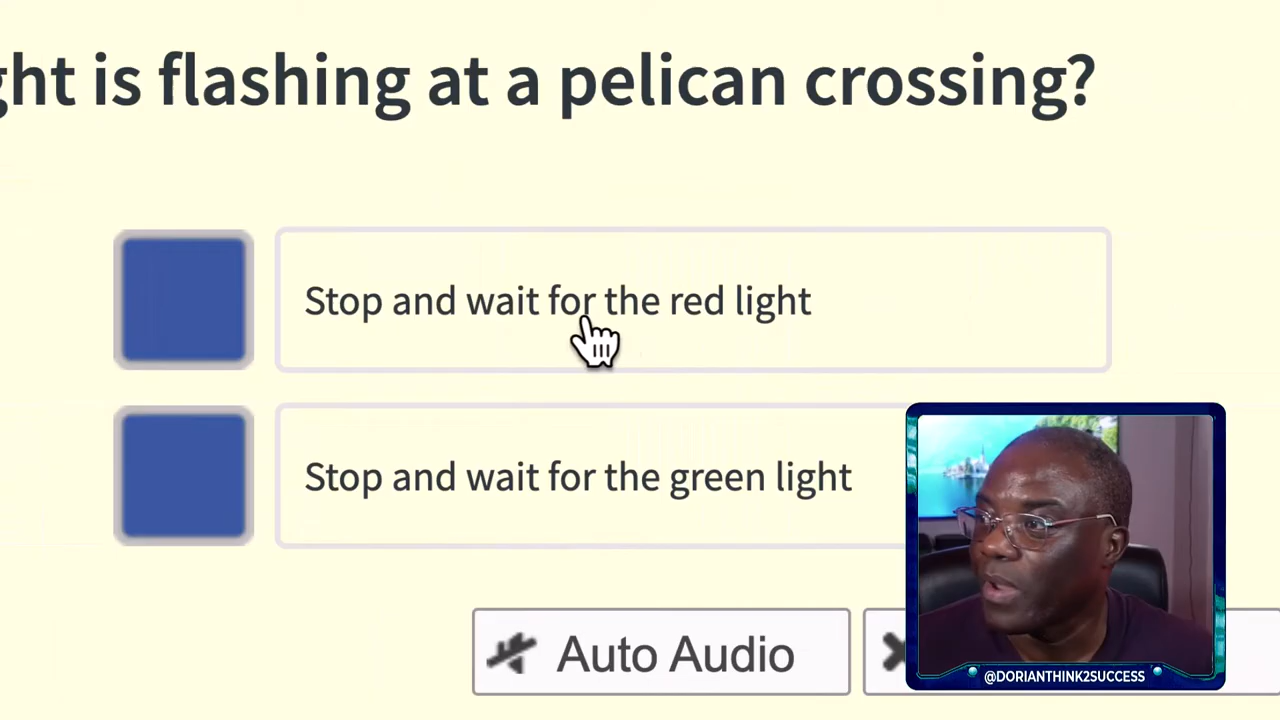 ght is flashing at a pelican crossing?
Stop and wait for the red light
Stop and wait for the green light
Auto Audio
@DORIANTHINK2SUCCESS